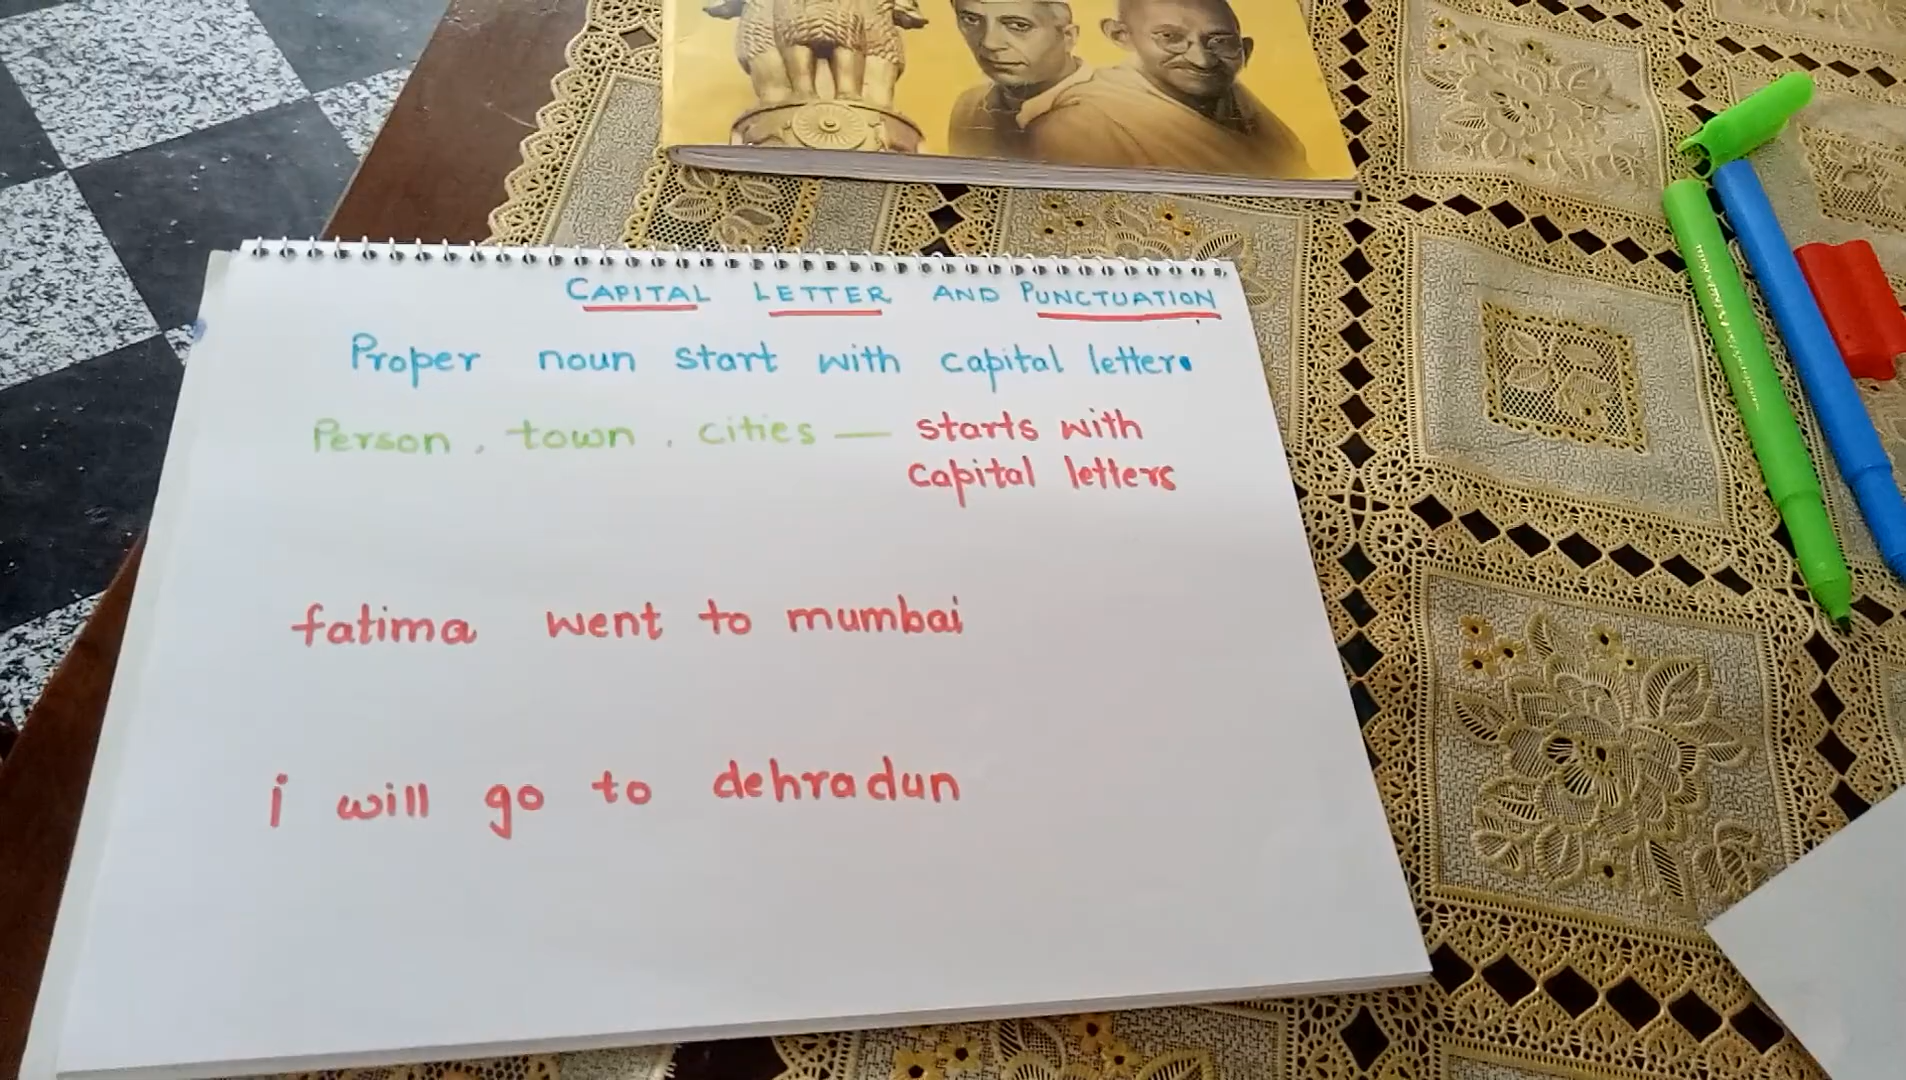 CAPITAL LETTER AND PUNCTUATION
Proper noun start with capital letter.
Person, town, cities — starts with
capital letters
fatima went to mumbai
i will go to dehradun